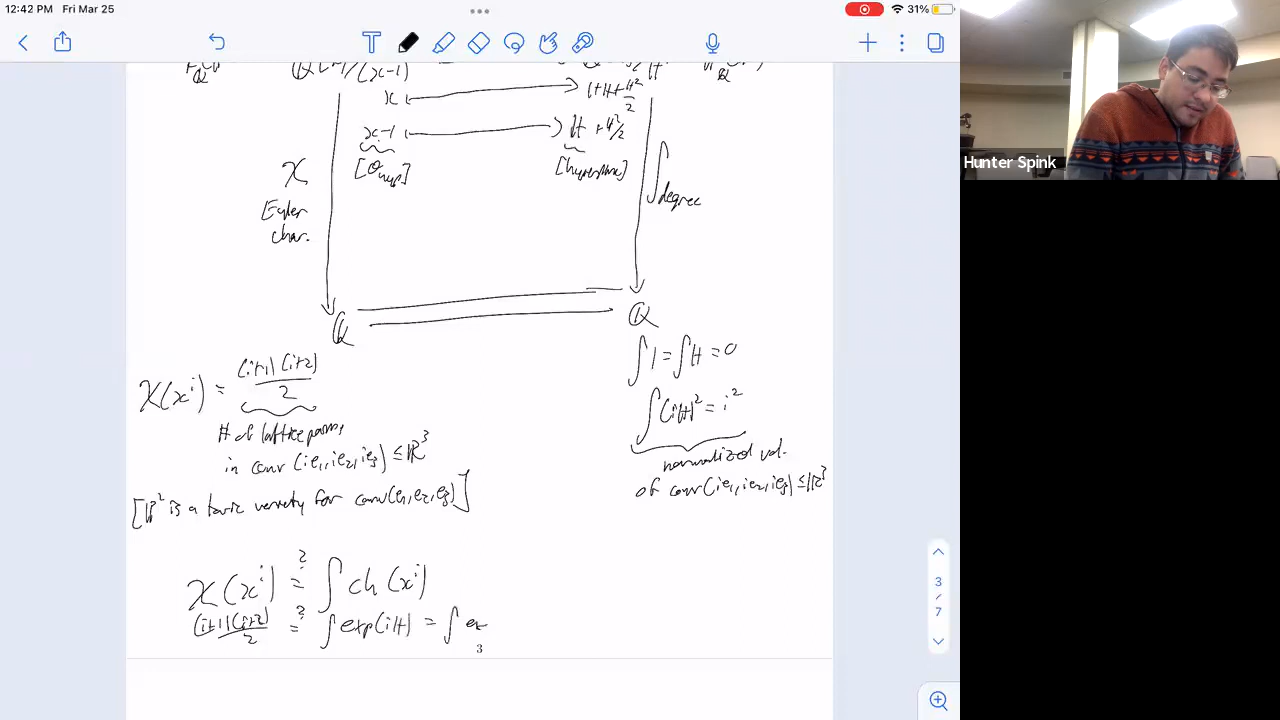 12:42 PM Fri Mar 25
31%
Hunter Spink
x ⟼ 1+H+H²/2
x-1 ⟼ H+H²/2
[O_hyp] [hyperplane]
χ
Euler
char.
∫ degree
ℚ = ℚ
χ(xⁱ) = (i+1)(i+2)/2
# of lattice points
in conv(ie₁,ie₂,ie₃) ⊆ ℝ³
[ℙ² is a toric variety for conv(e₁,e₂,e₃)]
∫1 = ∫H = 0
∫(iH)² = i²
normalized vol.
of conv(ie₁,ie₂,ie₃) ⊆ ℝ³
χ(xⁱ) ≟ ∫ ch(xⁱ)
(i+1)(i+2)/2 ≟ ∫ exp(iH) = ∫
3
/
7